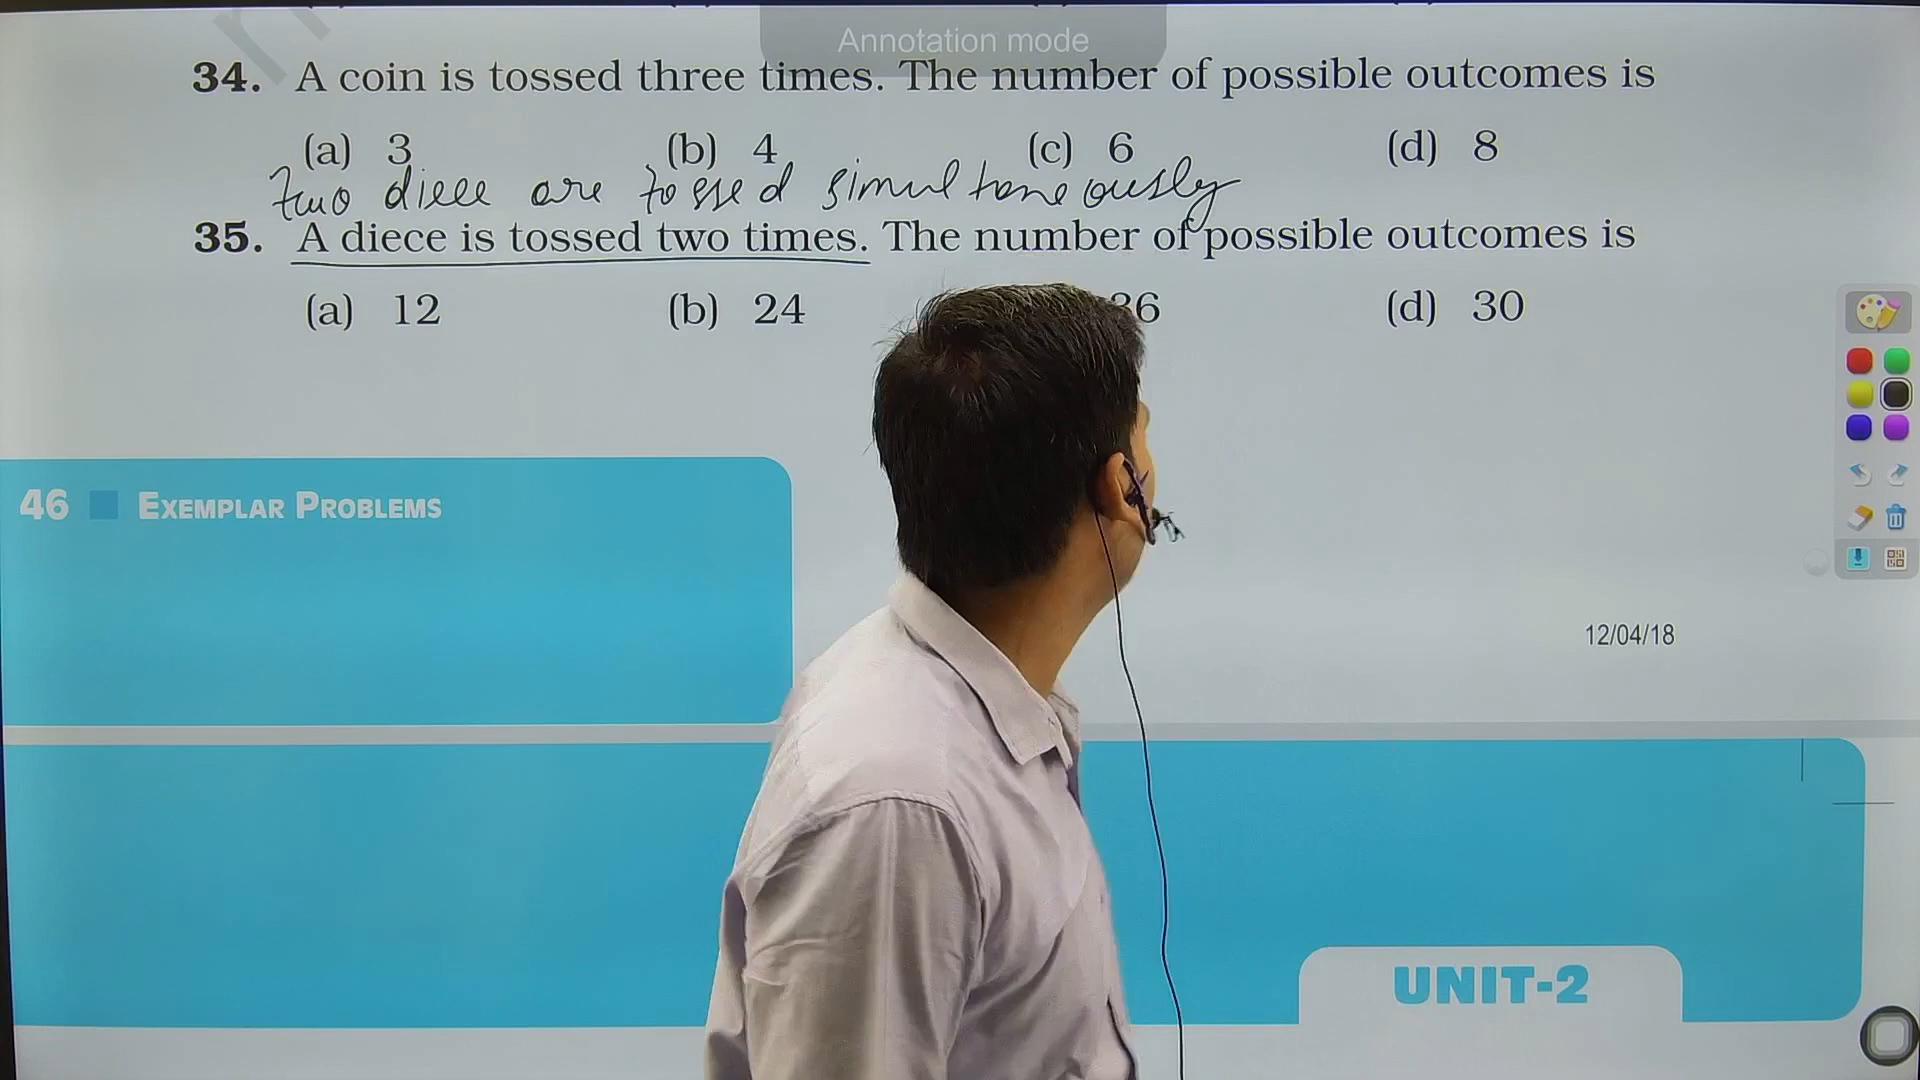 Annotation mode
34. A coin is tossed three times. The number of possible outcomes is
(a) 3 (b) 4 (c) 6 (d) 8
two diece are tossed simultaneously
35. A diece is tossed two times. The number of possible outcomes is
(a) 12 (b) 24 36 (d) 30
46 EXEMPLAR PROBLEMS
12/04/18
UNIT-2